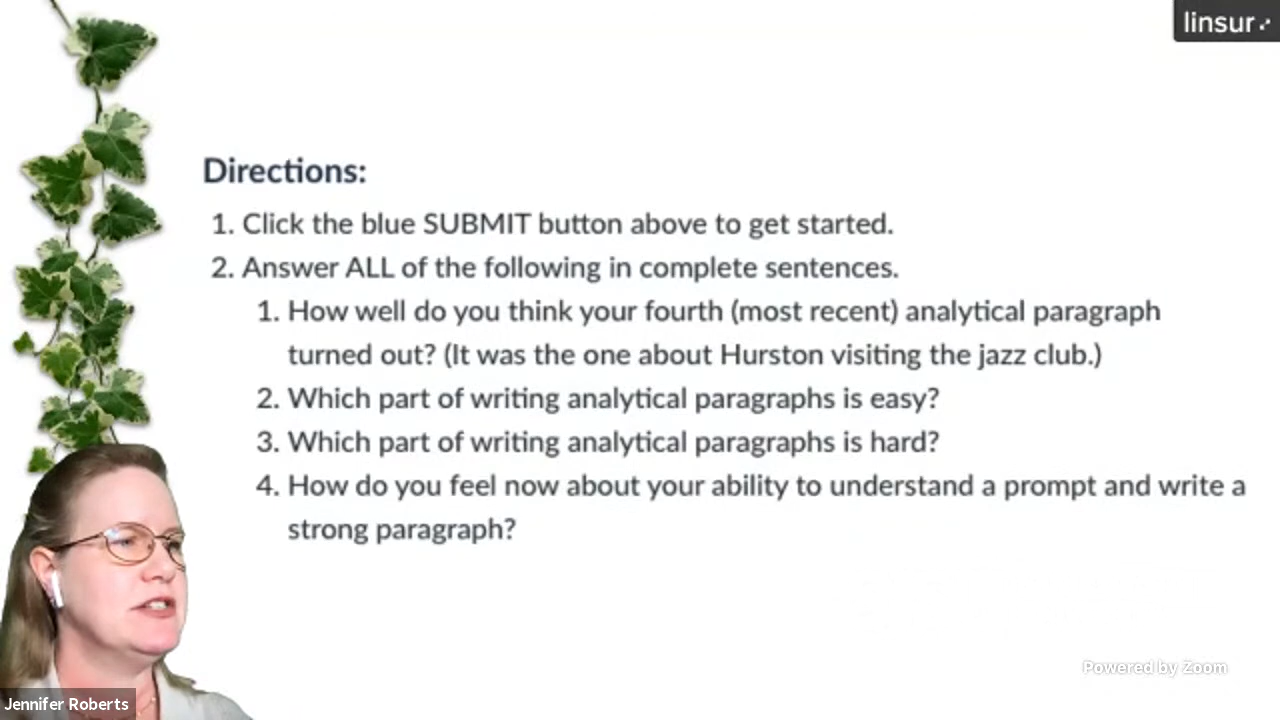 linsur
Directions:
1. Click the blue SUBMIT button above to get started.
2. Answer ALL of the following in complete sentences.
1. How well do you think your fourth (most recent) analytical paragraph
turned out? (It was the one about Hurston visiting the jazz club.)
2. Which part of writing analytical paragraphs is easy?
3. Which part of writing analytical paragraphs is hard?
4. How do you feel now about your ability to understand a prompt and write a
strong paragraph?
Powered by Zoom
Jennifer Roberts